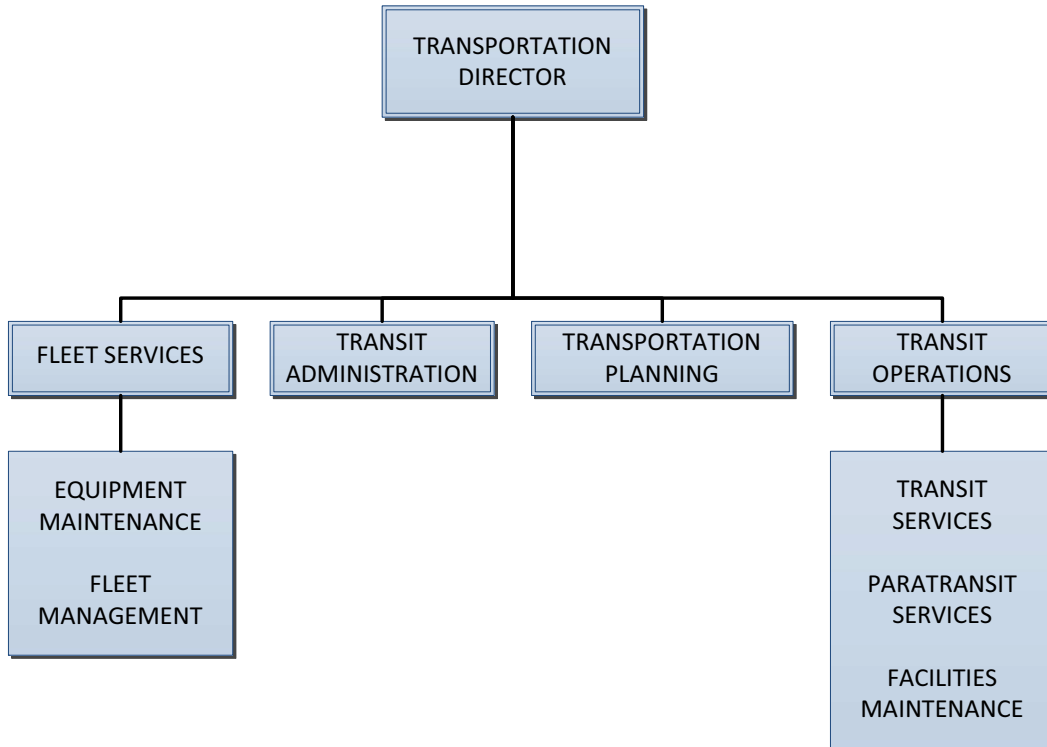 TRANSPORTATION
DIRECTOR
FLEET SERVICES
TRANSIT
ADMINISTRATION
TRANSPORTATION
PLANNING
TRANSIT
OPERATIONS
EQUIPMENT
MAINTENANCE
FLEET
MANAGEMENT
TRANSIT
SERVICES
PARATRANSIT
SERVICES
FACILITIES
MAINTENANCE